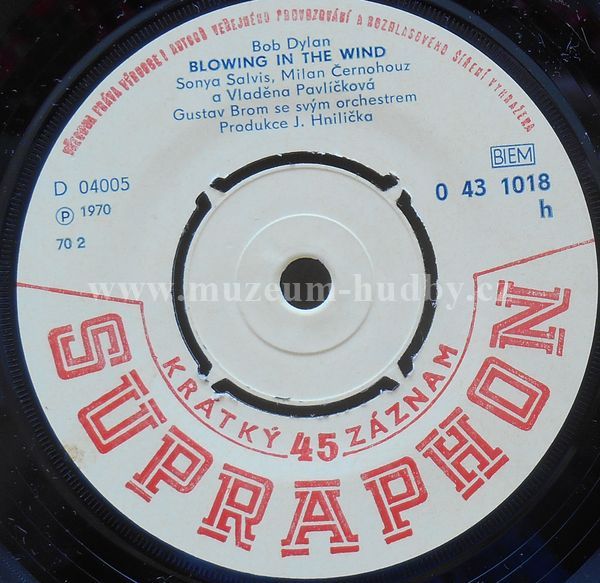 VŠECHNA PRÁVA VÝROBCE I AUTORŮ VEŘEJNÉHO PROVOZOVÁNÍ A ROZHLASOVÉHO ŠÍŘENÍ VYHRAZENA
Bob Dylan
BLOWING IN THE WIND
Sonya Salvis, Milan Černohouz
a Vladěna Pavlíčková
Gustav Brom se svým orchestrem
Produkce J. Hnilička
D 04005
BIEM
Ⓟ 1970
0 43 1018
h
70 2
www.muzeum-hudby.cz
KRÁTKÝ 45 ZÁZNAM
SUPRAPHON